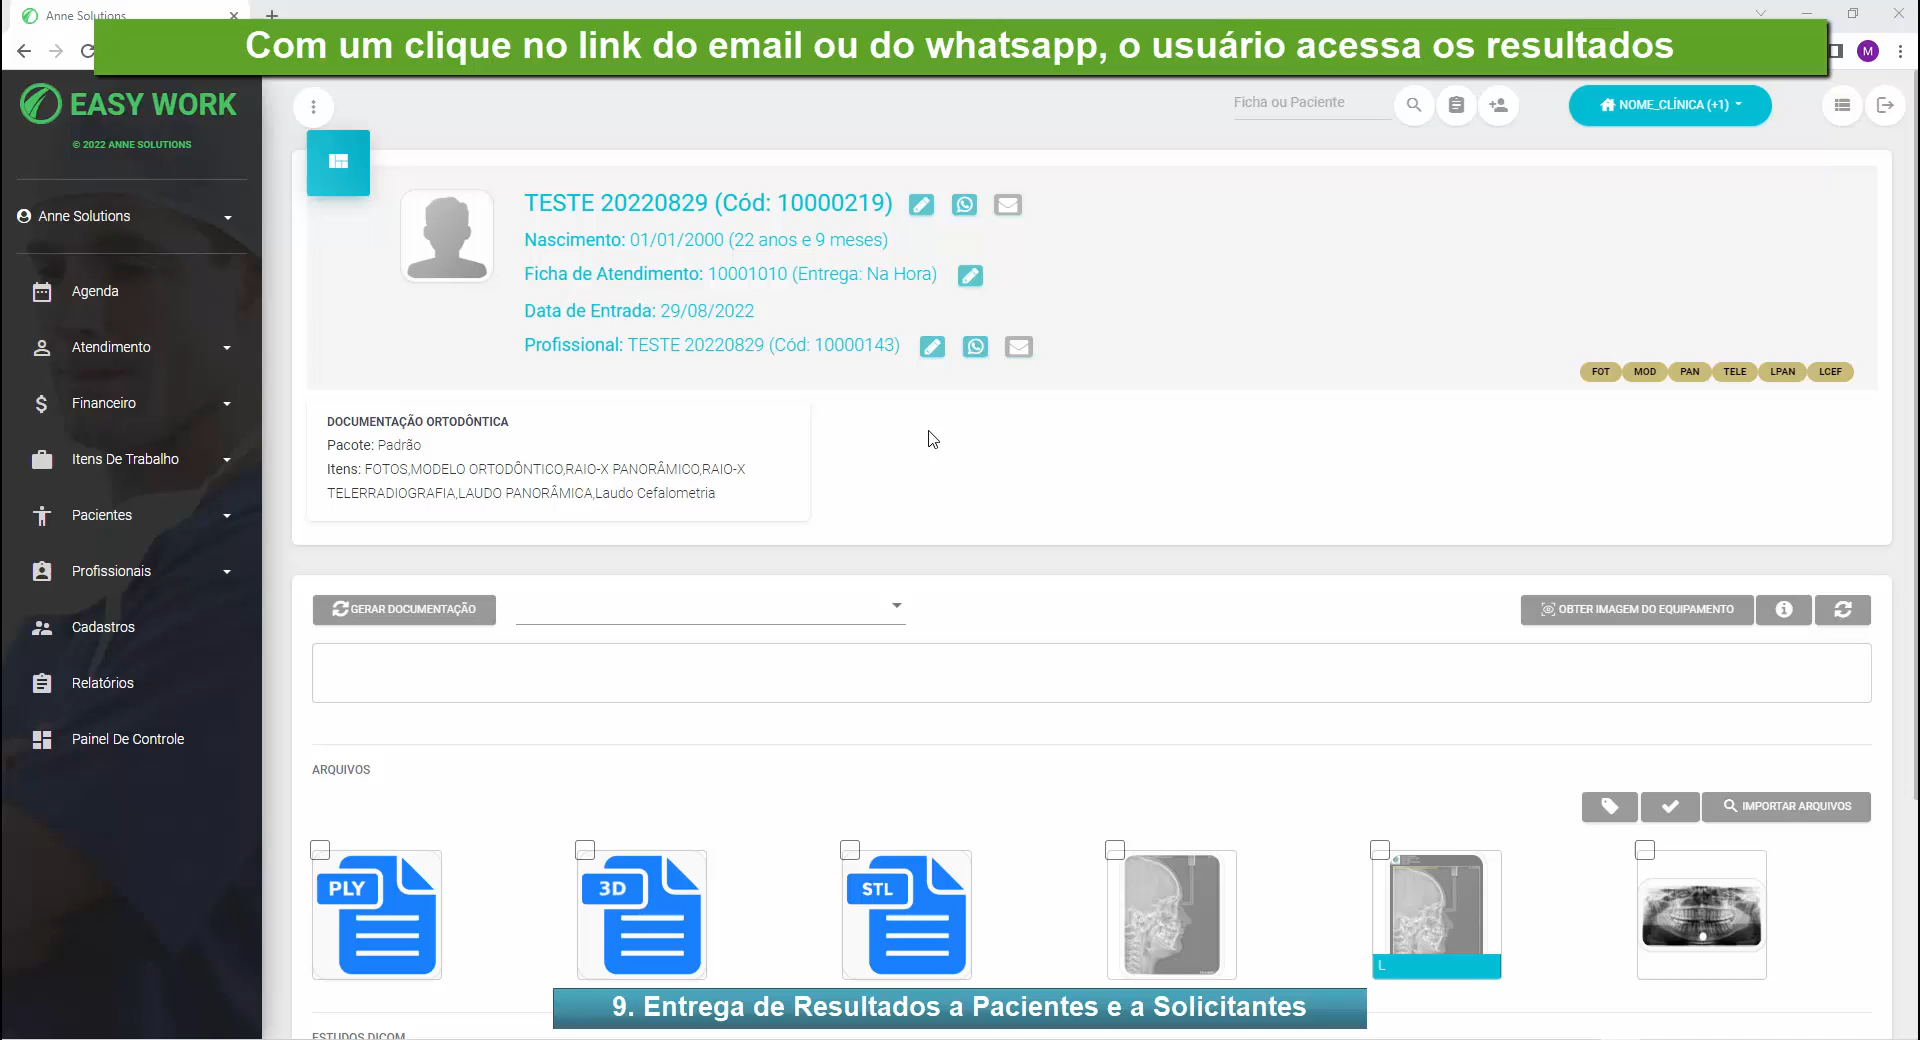 Anne Solutions
Com um clique no link do email ou do whatsapp, o usuário acessa os resultados
M
EASY WORK
© 2022 ANNE SOLUTIONS
Anne Solutions
Agenda
Atendimento
Financeiro
Itens De Trabalho
Pacientes
Profissionais
Cadastros
Relatórios
Painel De Controle
Ficha ou Paciente
NOME_CLÍNICA (+1)
TESTE 20220829 (Cód: 10000219)
Nascimento: 01/01/2000 (22 anos e 9 meses)
Ficha de Atendimento: 10001010 (Entrega: Na Hora)
Data de Entrada: 29/08/2022
Profissional: TESTE 20220829 (Cód: 10000143)
FOT MOD PAN TELE LPAN LCEF
DOCUMENTAÇÃO ORTODÔNTICA
Pacote: Padrão
Itens: FOTOS,MODELO ORTODÔNTICO,RAIO-X PANORÂMICO,RAIO-X
TELERRADIOGRAFIA,LAUDO PANORÂMICA,Laudo Cefalometria
GERAR DOCUMENTAÇÃO
OBTER IMAGEM DO EQUIPAMENTO
ARQUIVOS
IMPORTAR ARQUIVOS
PLY
3D
STL
L
9. Entrega de Resultados a Pacientes e a Solicitantes
ESTUDOS DICOM